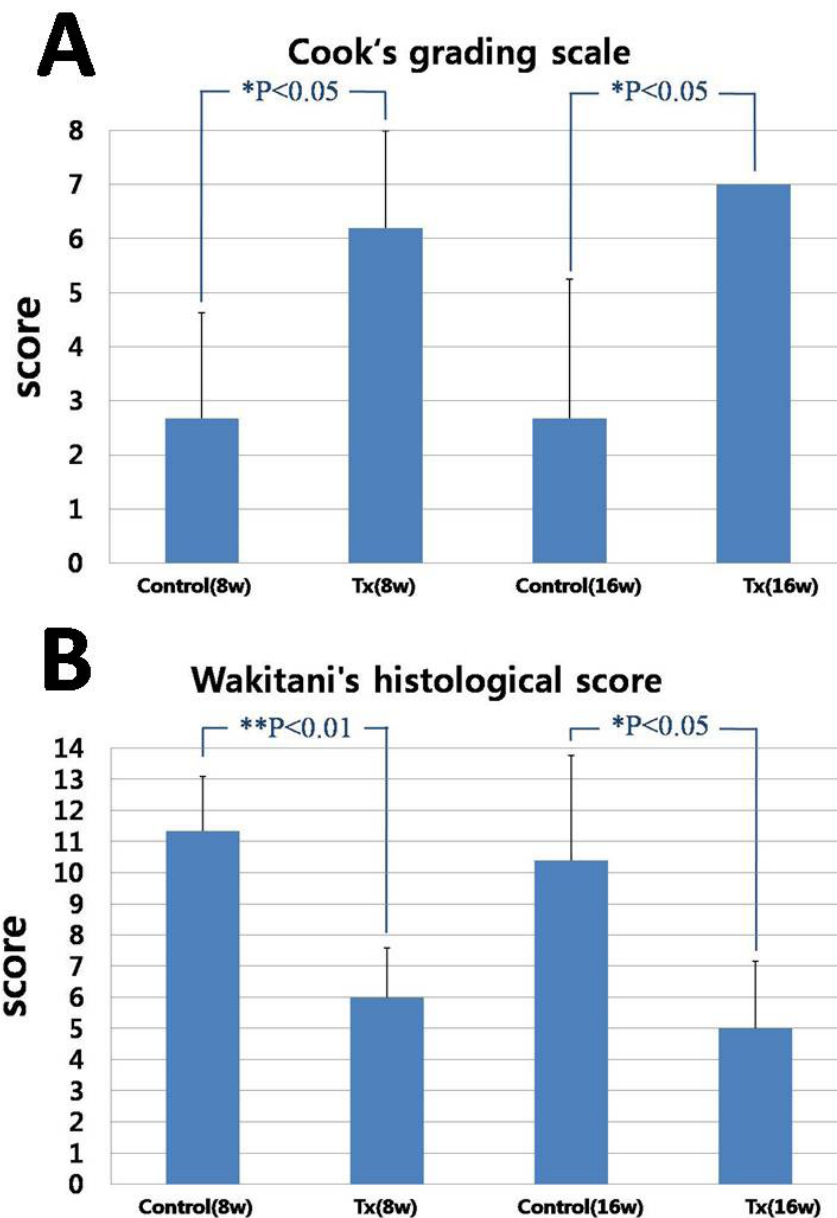 A
Cook‘s grading scale
*P<0.05 *P<0.05
8
7
6
5
4
3
2
1
0
score
Control(8w) Tx(8w) Control(16w) Tx(16w)
B
Wakitani's histological score
**P<0.01 *P<0.05
14
13
12
11
10
9
8
7
6
5
4
3
2
1
0
score
Control(8w) Tx(8w) Control(16w) Tx(16w)